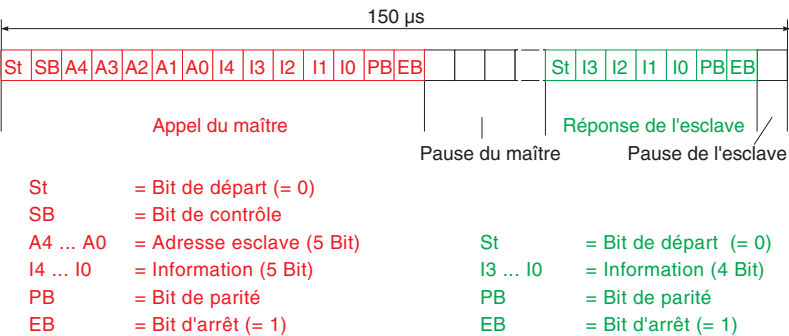 150 µs
St SB A4 A3 A2 A1 A0 I4 I3 I2 I1 I0 PB EB St I3 I2 I1 I0 PB EB
Appel du maître Réponse de l'esclave
Pause du maître Pause de l'esclave
St = Bit de départ (= 0)
SB = Bit de contrôle
A4 ... A0 = Adresse esclave (5 Bit) St = Bit de départ (= 0)
I4 ... I0 = Information (5 Bit) I3 ... I0 = Information (4 Bit)
PB = Bit de parité PB = Bit de parité
EB = Bit d'arrêt (= 1) EB = Bit d'arrêt (= 1)